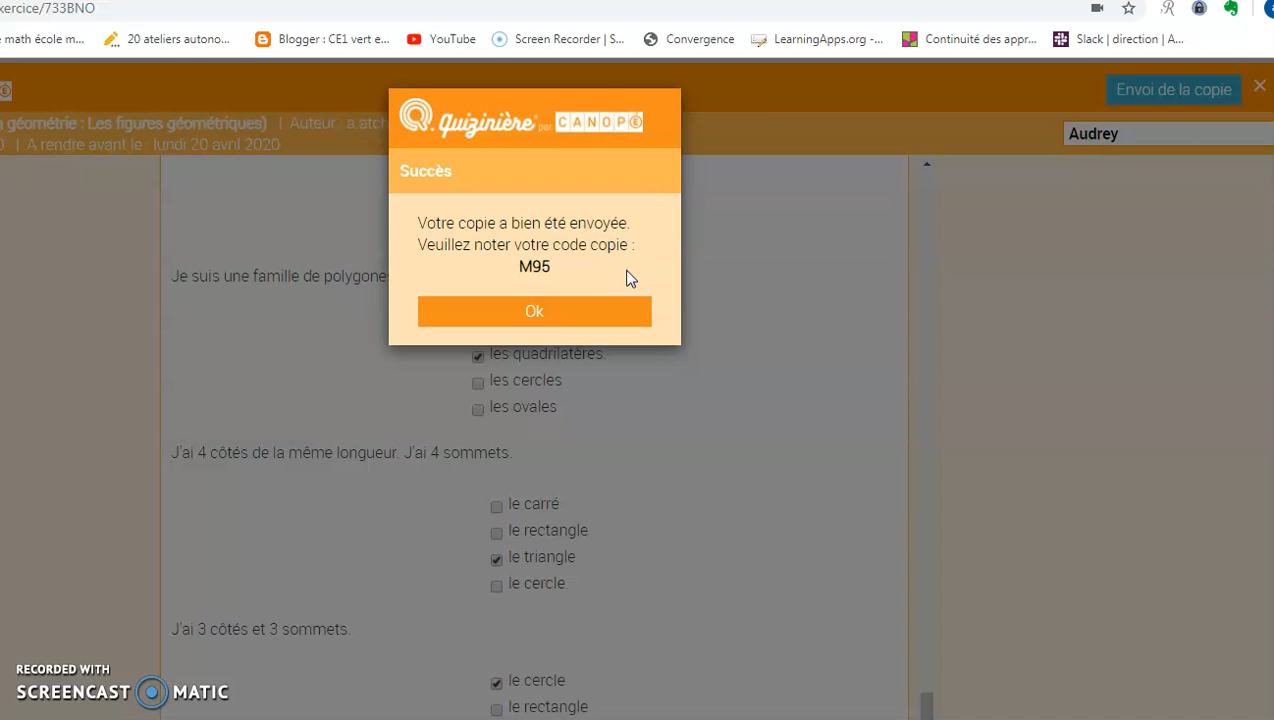 exercice/733BNO
math école m...
20 ateliers autono...
Blogger : CE1 vert e...
YouTube
Screen Recorder | S...
Convergence
LearningApps.org -...
Continuité des appr...
Slack | direction | A...
Envoi de la copie
géométrie : Les figures géométriques) | Auteur : a.atch
0 | A rendre avant le : lundi 20 avril 2020
Audrey
Quizinière par CANOPÉ
Succès
Votre copie a bien été envoyée.
Veuillez noter votre code copie :
M95
Ok
Je suis une famille de polygones
les quadrilatères.
les cercles
les ovales
J'ai 4 côtés de la même longueur. J'ai 4 sommets.
le carré
le rectangle
le triangle
le cercle.
J'ai 3 côtés et 3 sommets.
le cercle
le rectangle
RECORDED WITH
SCREENCAST MATIC